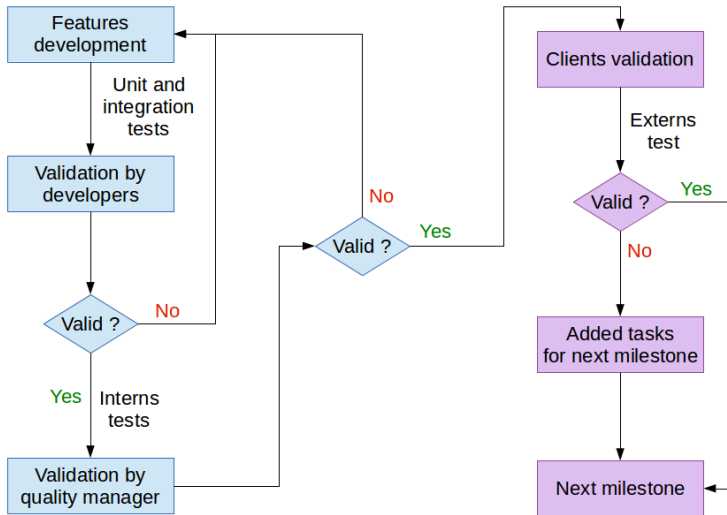 Features
development
Unit and
integration
tests
Validation by
developers
Valid ?
No
Yes
Interns
tests
Validation by
quality manager
No
Valid ?
Yes
Clients validation
Externs
test
Valid ?
Yes
No
Added tasks
for next milestone
Next milestone